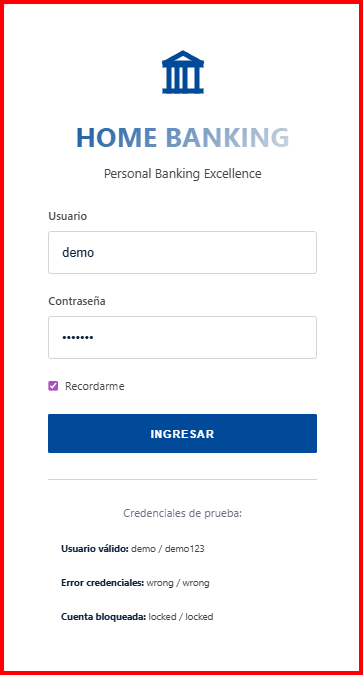 HOME BANKING
Personal Banking Excellence
Usuario
demo
Contraseña
•••••••
Recordarme
INGRESAR
Credenciales de prueba:
Usuario válido: demo / demo123
Error credenciales: wrong / wrong
Cuenta bloqueada: locked / locked